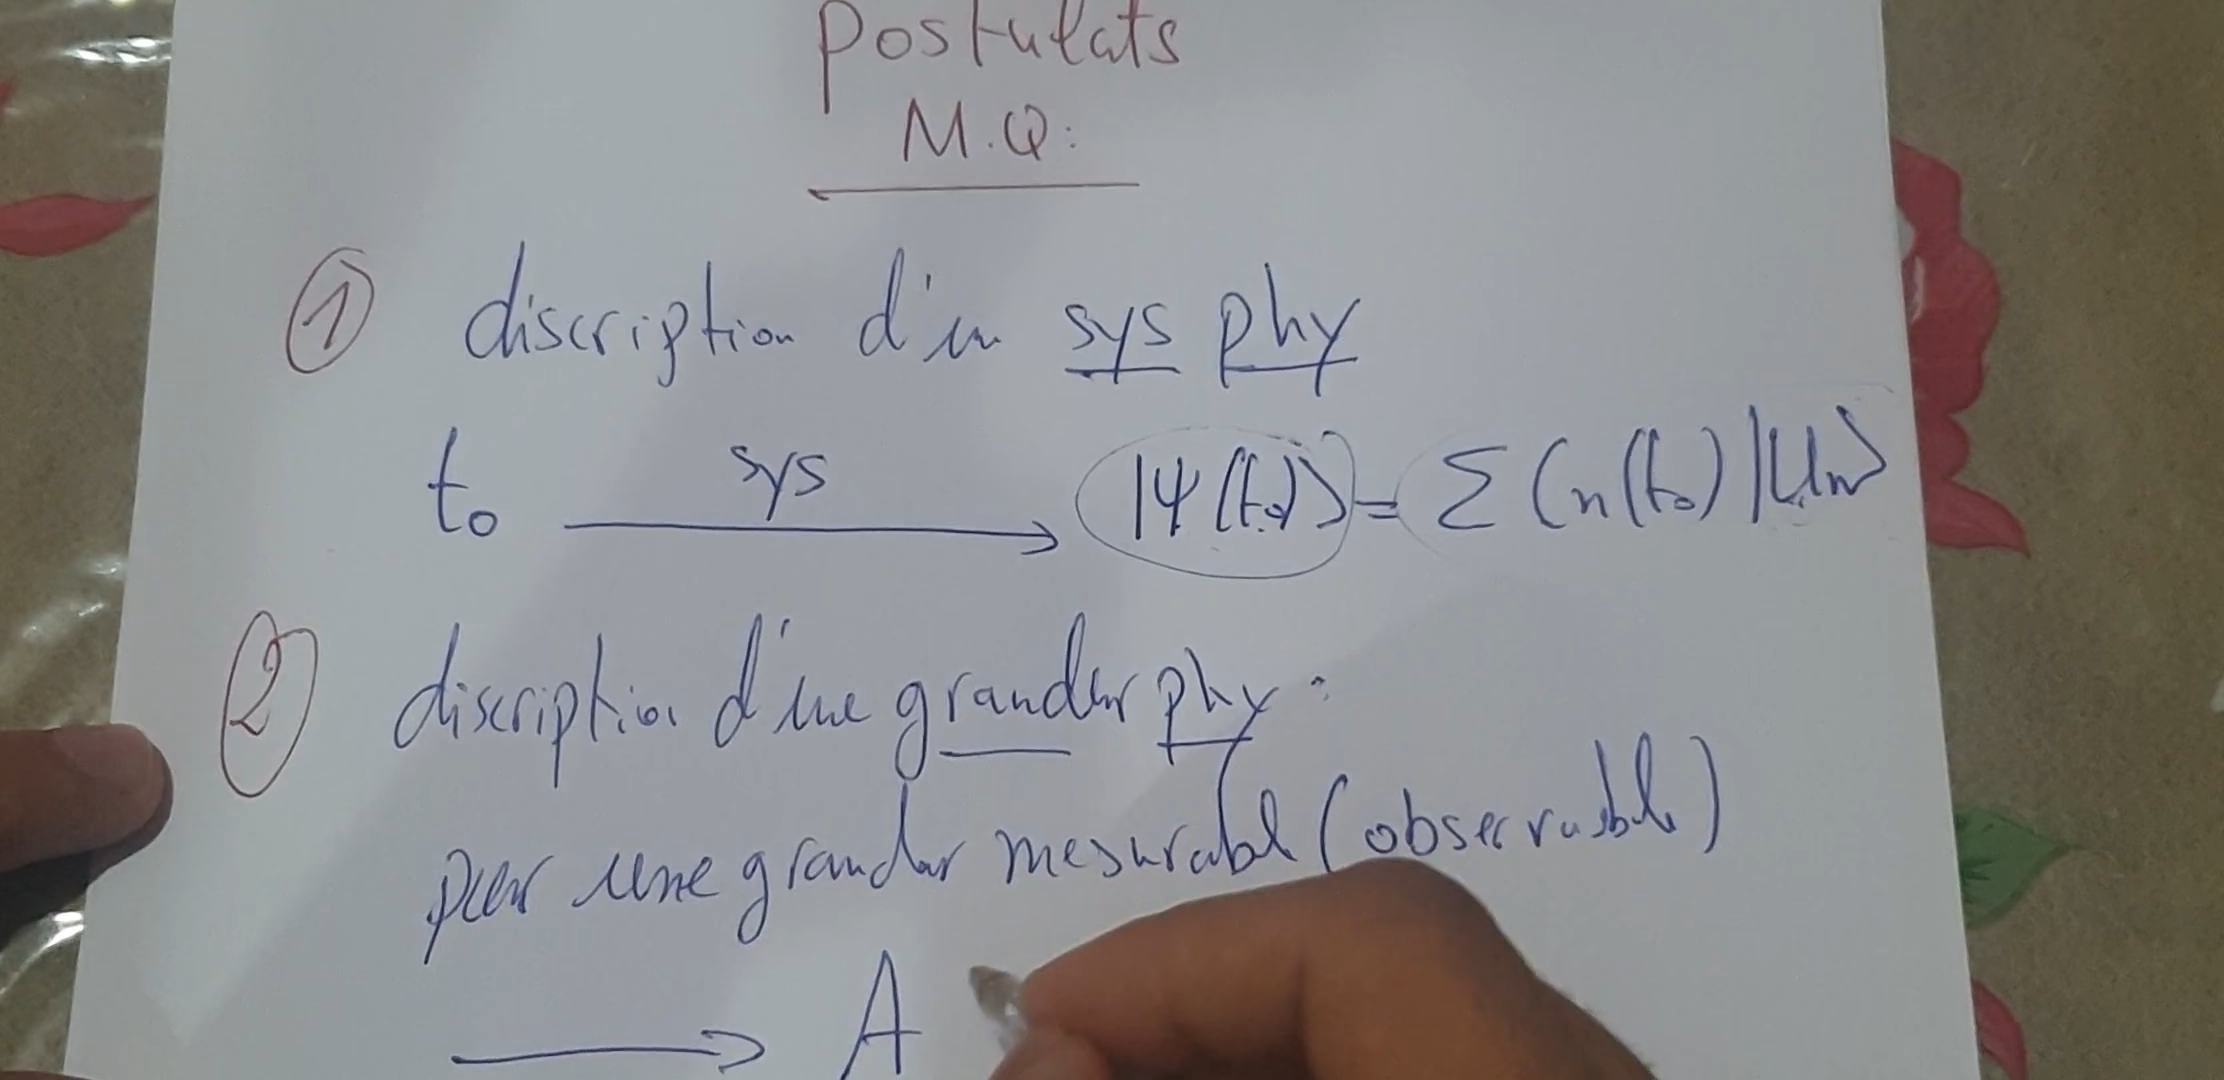 Postulats
M.Q:
① discription d'un sys phy
t₀ sys → |Ψ(t₀)⟩ = Σ Cn(t₀) |Un⟩
② discription d'une grandeur phy:
pour une grandeur mesurable (observable)
→ A